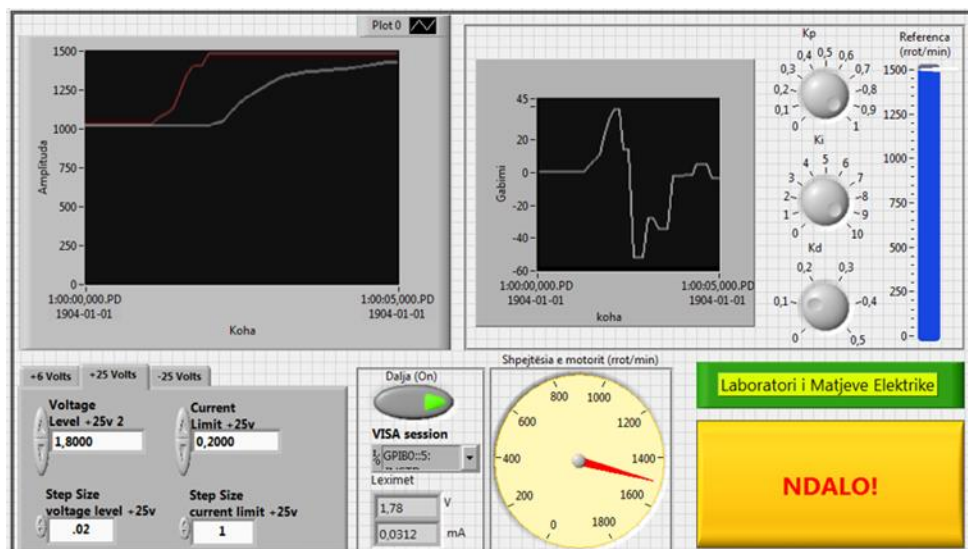 Plot 0
1500
1250
1000
750
500
250
0
Amplituda
1:00:00,000.PD
1904-01-01
1:00:05,000.PD
1904-01-01
Koha
45
20
0
-20
-40
-60
Gabimi
1:00:00,000.PD
1904-01-01
1:00:05,000.PD
1904-01-01
koha
Kp
0 0,1 0,2 0,3 0,4 0,5 0,6 0,7 0,8 0,9 1
Ki
0 1 2 3 4 5 6 7 8 9 10
Kd
0 0,1 0,2 0,3 0,4 0,5
Referenca
(rrot/min)
1500
1250
1000
750
500
250
0
+6 Volts +25 Volts -25 Volts
Voltage
Level +25v 2
1,8000
Current
Limit +25v
0,2000
Step Size
voltage level +25v
.02
Step Size
current limit +25v
1
Dalja (On)
VISA session
GPIB0::5:
Leximet
1,78 V
0,0312 mA
Shpejtësia e motorit (rrot/min)
0 200 400 600 800 1000 1200 1400 1600 1800
Laboratori i Matjeve Elektrike
NDALO!